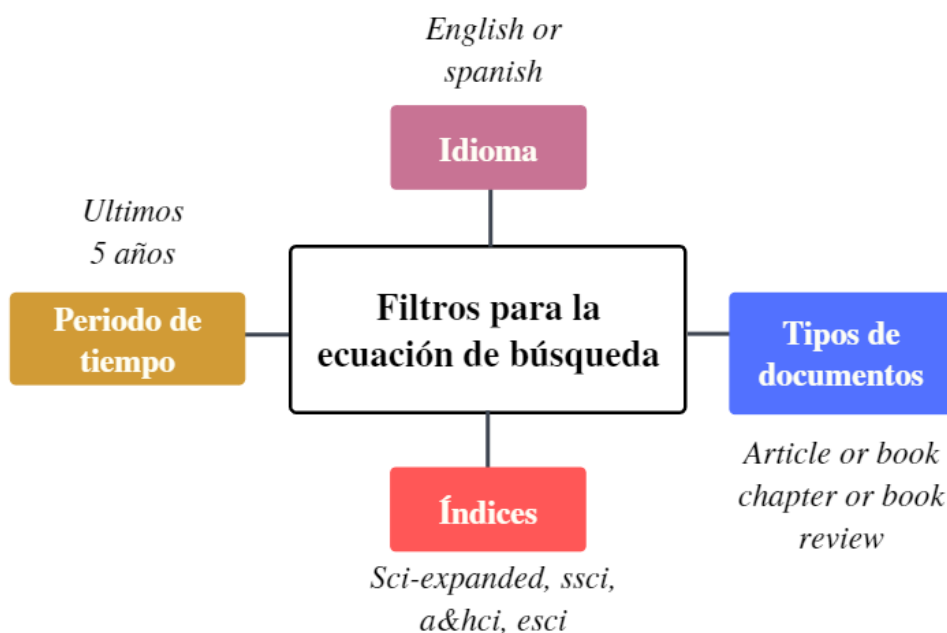 English or
spanish
Idioma
Ultimos
5 años
Periodo de
tiempo
Filtros para la
ecuación de búsqueda
Tipos de
documentos
Article or book
chapter or book
review
Índices
Sci-expanded, ssci,
a&hci, esci